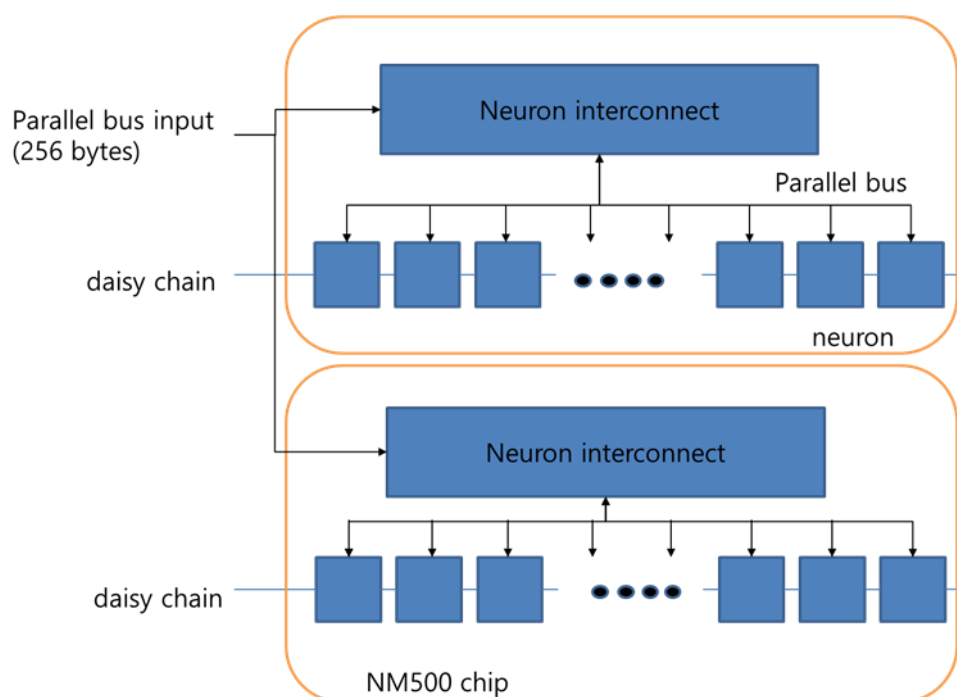 Neuron interconnect
Parallel bus input
(256 bytes)
Parallel bus
daisy chain
neuron
Neuron interconnect
daisy chain
NM500 chip